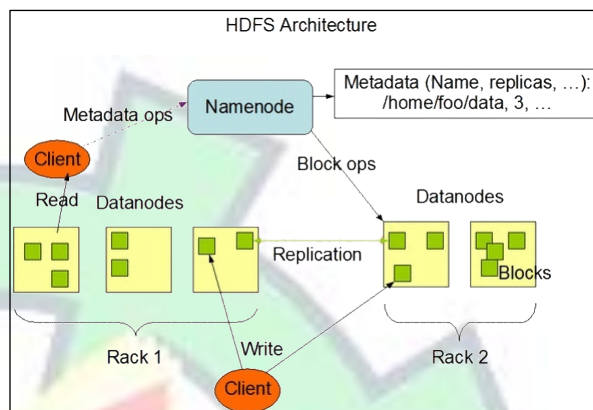 HDFS Architecture
Metadata (Name, replicas, …):
/home/foo/data, 3, …
Namenode
Metadata ops
Client
Block ops
Read
Datanodes
Datanodes
Replication
Blocks
Write
Rack 1
Rack 2
Client